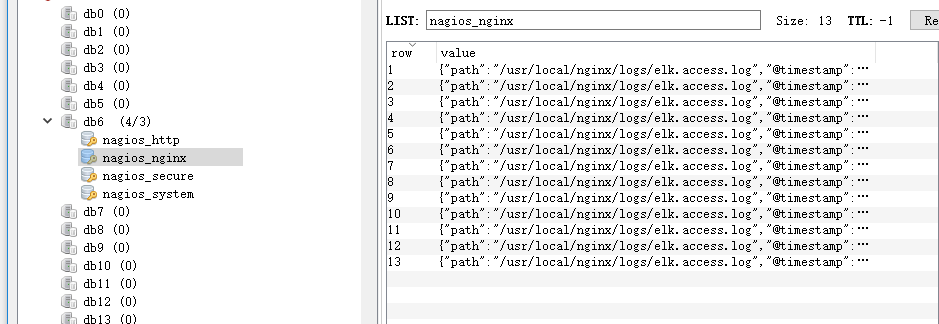 db0 (0)
db1 (0)
db2 (0)
db3 (0)
db4 (0)
db5 (0)
db6 (4/3)
nagios_http
nagios_nginx
nagios_secure
nagios_system
db7 (0)
db8 (0)
db9 (0)
db10 (0)
db11 (0)
db12 (0)
db13 (0)
LIST: nagios_nginx Size: 13 TTL: -1 Re
row value
1 {"path":"/usr/local/nginx/logs/elk.access.log","@timestamp":…
2 {"path":"/usr/local/nginx/logs/elk.access.log","@timestamp":…
3 {"path":"/usr/local/nginx/logs/elk.access.log","@timestamp":…
4 {"path":"/usr/local/nginx/logs/elk.access.log","@timestamp":…
5 {"path":"/usr/local/nginx/logs/elk.access.log","@timestamp":…
6 {"path":"/usr/local/nginx/logs/elk.access.log","@timestamp":…
7 {"path":"/usr/local/nginx/logs/elk.access.log","@timestamp":…
8 {"path":"/usr/local/nginx/logs/elk.access.log","@timestamp":…
9 {"path":"/usr/local/nginx/logs/elk.access.log","@timestamp":…
10 {"path":"/usr/local/nginx/logs/elk.access.log","@timestamp":…
11 {"path":"/usr/local/nginx/logs/elk.access.log","@timestamp":…
12 {"path":"/usr/local/nginx/logs/elk.access.log","@timestamp":…
13 {"path":"/usr/local/nginx/logs/elk.access.log","@timestamp":…